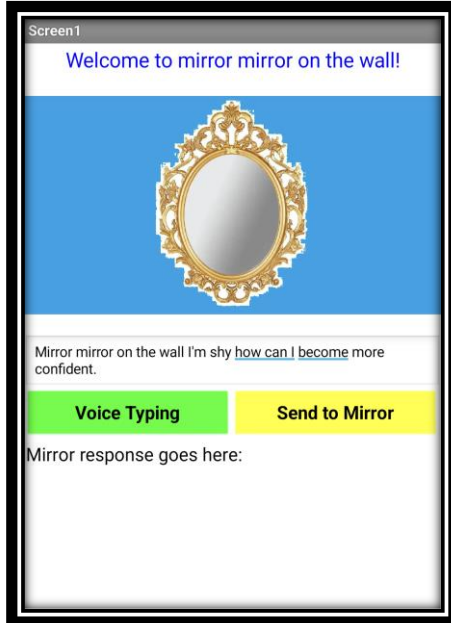 Screen1
Welcome to mirror mirror on the wall!
Mirror mirror on the wall I'm shy how can I become more
confident.
Voice Typing
Send to Mirror
Mirror response goes here: